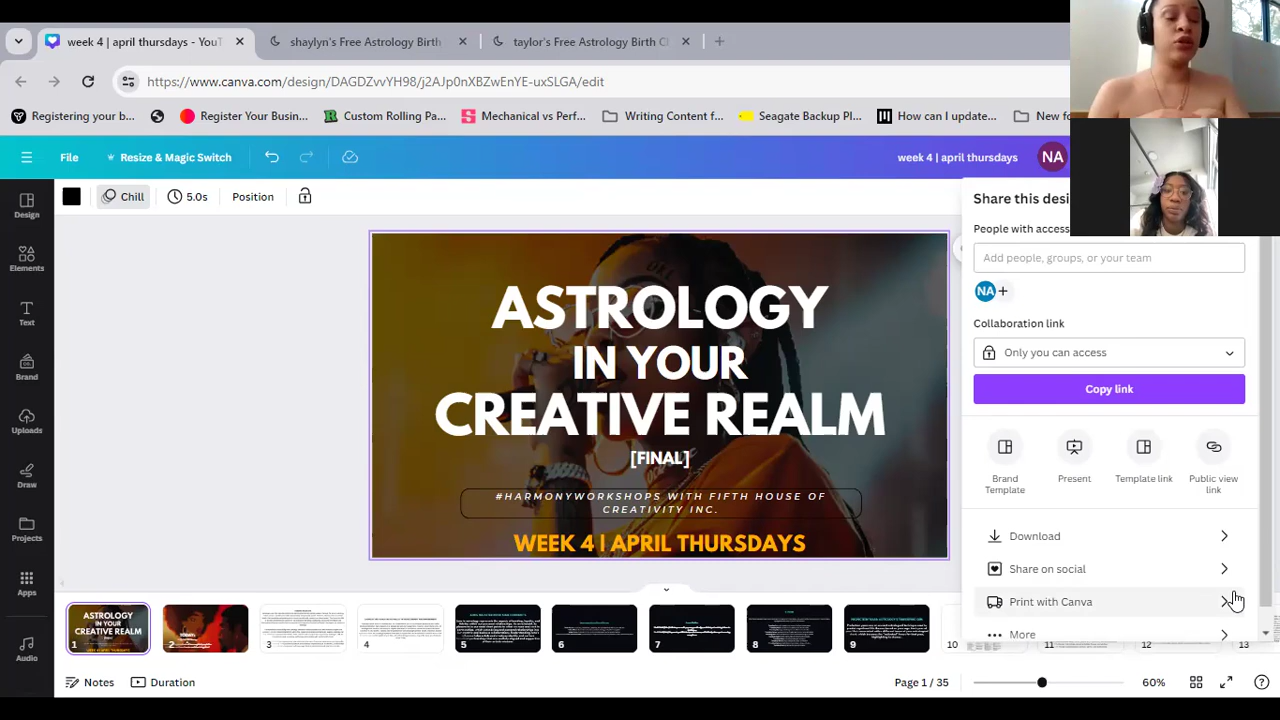 week 4 | april thursdays - YouT
shaylyn's Free Astrology Birth
taylor's Free Astrology Birth C
https://www.canva.com/design/DAGDZvvYH98/j2AJp0nXBZwEnYE-uxSLGA/edit
Registering your b...
Register Your Busin...
Custom Rolling Pa...
Mechanical vs Perf...
Writing Content f...
Seagate Backup Pl...
How can I update...
New fo
File
Resize & Magic Switch
week 4 | april thursdays
NA
Chill
5.0s
Position
Design
Elements
Text
Brand
Uploads
Draw
Projects
Apps
Audio
ASTROLOGY
IN YOUR
CREATIVE REALM
[FINAL]
#HARMONYWORKSHOPS WITH FIFTH HOUSE OF
CREATIVITY INC.
WEEK 4 | APRIL THURSDAYS
Share this desi
People with access
Add people, groups, or your team
NA
Collaboration link
Only you can access
Copy link
Brand
Template
Present
Template link
Public view
link
Download
Share on social
Print with Canva
More
ASTROLOGY
IN YOUR
CREATIVE REALM
1
2
3
4
5
6
7
8
9
10
11
12
13
Notes
Duration
Page 1 / 35
60%